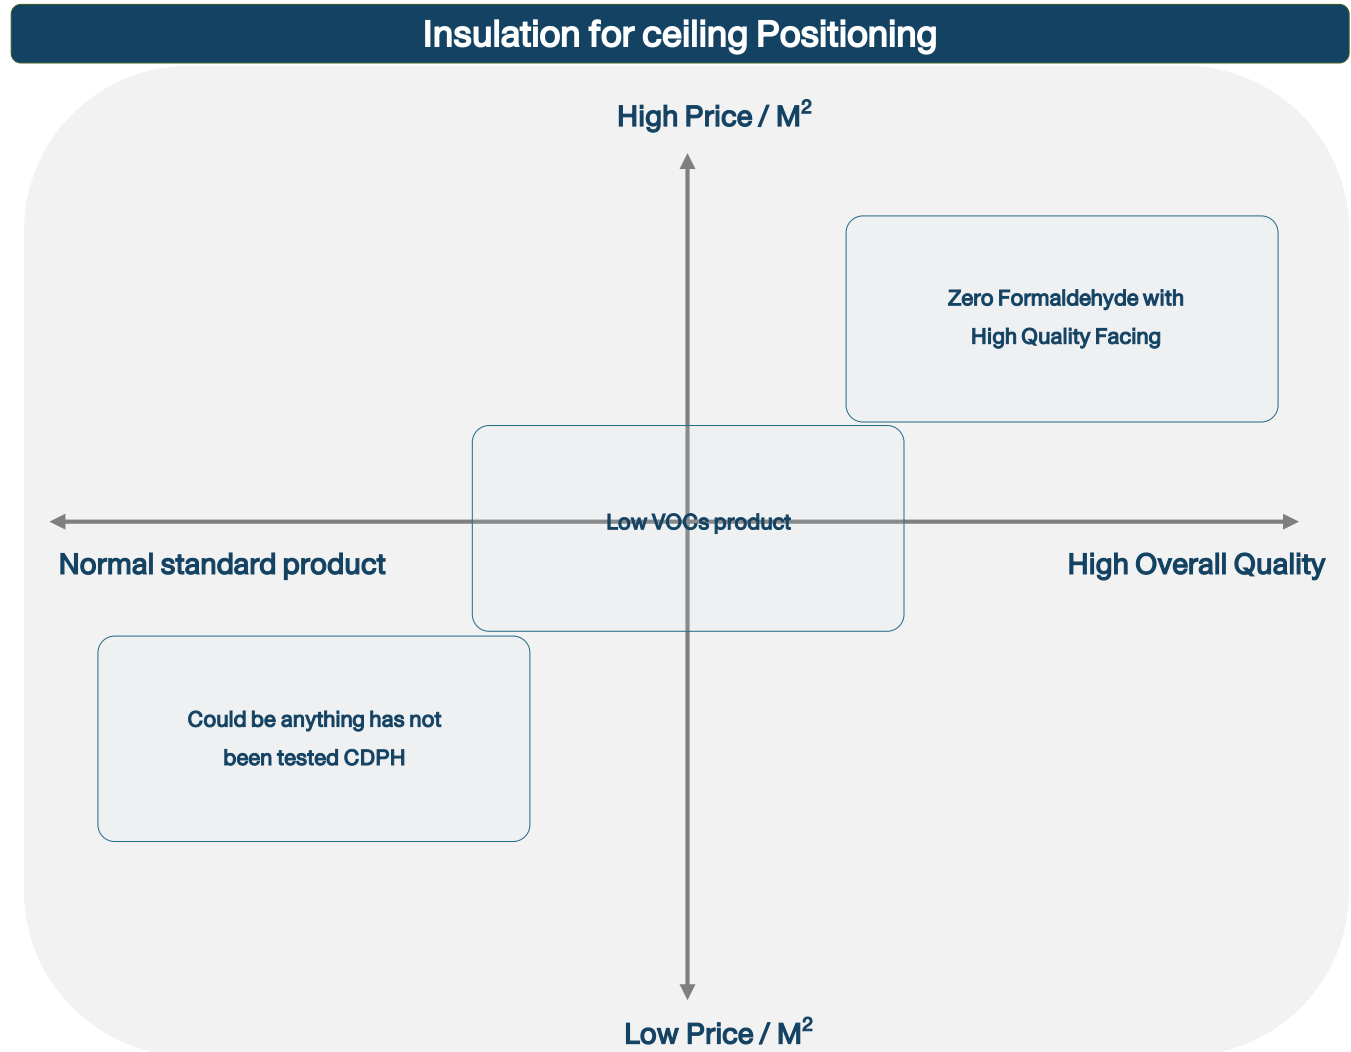 Insulation for ceiling Positioning
High Price / M²
Zero Formaldehyde with
High Quality Facing
Low VOCs product
Normal standard product
High Overall Quality
Could be anything has not
been tested CDPH
Low Price / M²